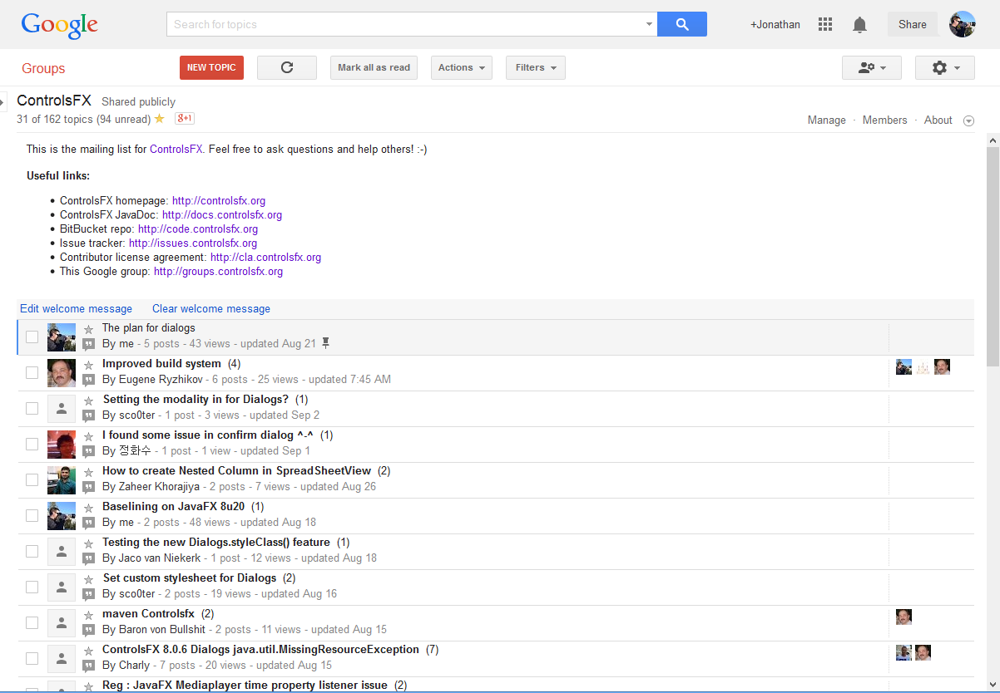 Google
Search for topics
+Jonathan
Share
Groups
NEW TOPIC
Mark all as read
Actions
Filters
ControlsFX Shared publicly
31 of 162 topics (94 unread)
g+1
Manage · Members · About
This is the mailing list for ControlsFX. Feel free to ask questions and help others! :-)
Useful links:
• ControlsFX homepage: http://controlsfx.org
• ControlsFX JavaDoc: http://docs.controlsfx.org
• BitBucket repo: http://code.controlsfx.org
• Issue tracker: http://issues.controlsfx.org
• Contributor license agreement: http://cla.controlsfx.org
• This Google group: http://groups.controlsfx.org
Edit welcome message Clear welcome message
The plan for dialogs
By me - 5 posts - 43 views - updated Aug 21
Improved build system (4)
By Eugene Ryzhikov - 6 posts - 25 views - updated 7:45 AM
Setting the modality in for Dialogs? (1)
By sco0ter - 1 post - 3 views - updated Sep 2
I found some issue in confirm dialog ^-^ (1)
By 정화수 - 1 post - 1 view - updated Sep 1
How to create Nested Column in SpreadSheetView (2)
By Zaheer Khorajiya - 2 posts - 7 views - updated Aug 26
Baselining on JavaFX 8u20 (1)
By me - 2 posts - 48 views - updated Aug 18
Testing the new Dialogs.styleClass() feature (1)
By Jaco van Niekerk - 1 post - 12 views - updated Aug 18
Set custom stylesheet for Dialogs (2)
By sco0ter - 2 posts - 19 views - updated Aug 16
maven Controlsfx (2)
By Baron von Bullshit - 2 posts - 11 views - updated Aug 15
ControlsFX 8.0.6 Dialogs java.util.MissingResourceException (7)
By Charly - 7 posts - 20 views - updated Aug 15
Reg : JavaFX Mediaplayer time property listener issue (2)